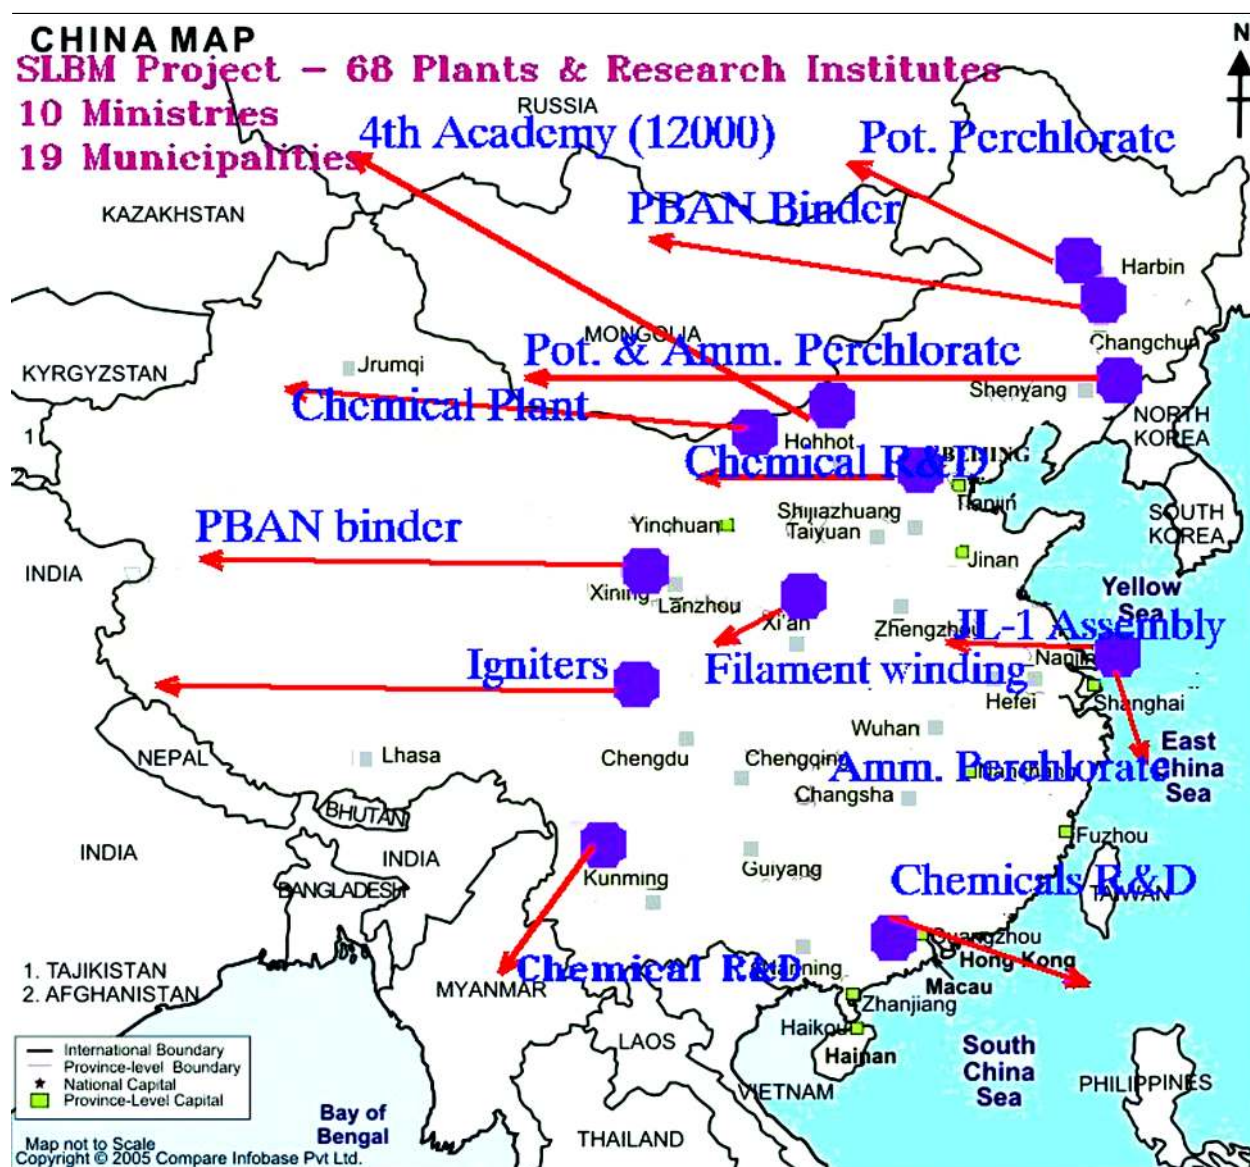 CHINA MAP
N
SLBM Project – 68 Plants & Research Institutes
10 Ministries
19 Municipalities
RUSSIA
4th Academy (12000)
Pot. Perchlorate
KAZAKHSTAN
PBAN Binder
Harbin
MONGOLIA
Changchun
Pot. & Amm. Perchlorate
Jrumqi
KYRGYZSTAN
Shenyang
Chemical Plant
NORTH
KOREA
1
Hohhot
BEIJING
Chemical R&D
2
Tianjin
Shijiazhuang
PBAN binder
Yinchuan
Taiyuan
SOUTH
KOREA
Jinan
INDIA
Xining
Lanzhou
Yellow
Sea
Xi'an
Zhengzhou
JL-1 Assembly
Igniters
Filament winding
Nanjin
Hefei
Shanghai
Wuhan
East
China
Sea
NEPAL
Lhasa
Chengdu
Chengqing
Amm. Perchlorate
Nanchang
Changsha
BHUTAN
Fuzhou
INDIA
INDIA
Kunming
Guiyang
Chemicals R&D
BANGLADESH
TAIWAN
Guangzhou
Hong Kong
1. TAJIKISTAN
2. AFGHANISTAN
Chemical R&D
Nanning
MYANMAR
Macau
Zhanjiang
Haikou
Hainan
LAOS
South
China
Sea
International Boundary
Province-level Boundary
National Capital
Province-Level Capital
VIETNAM
PHILIPPINES
Bay of
Bengal
THAILAND
Map not to Scale
Copyright © 2005 Compare Infobase Pvt Ltd.